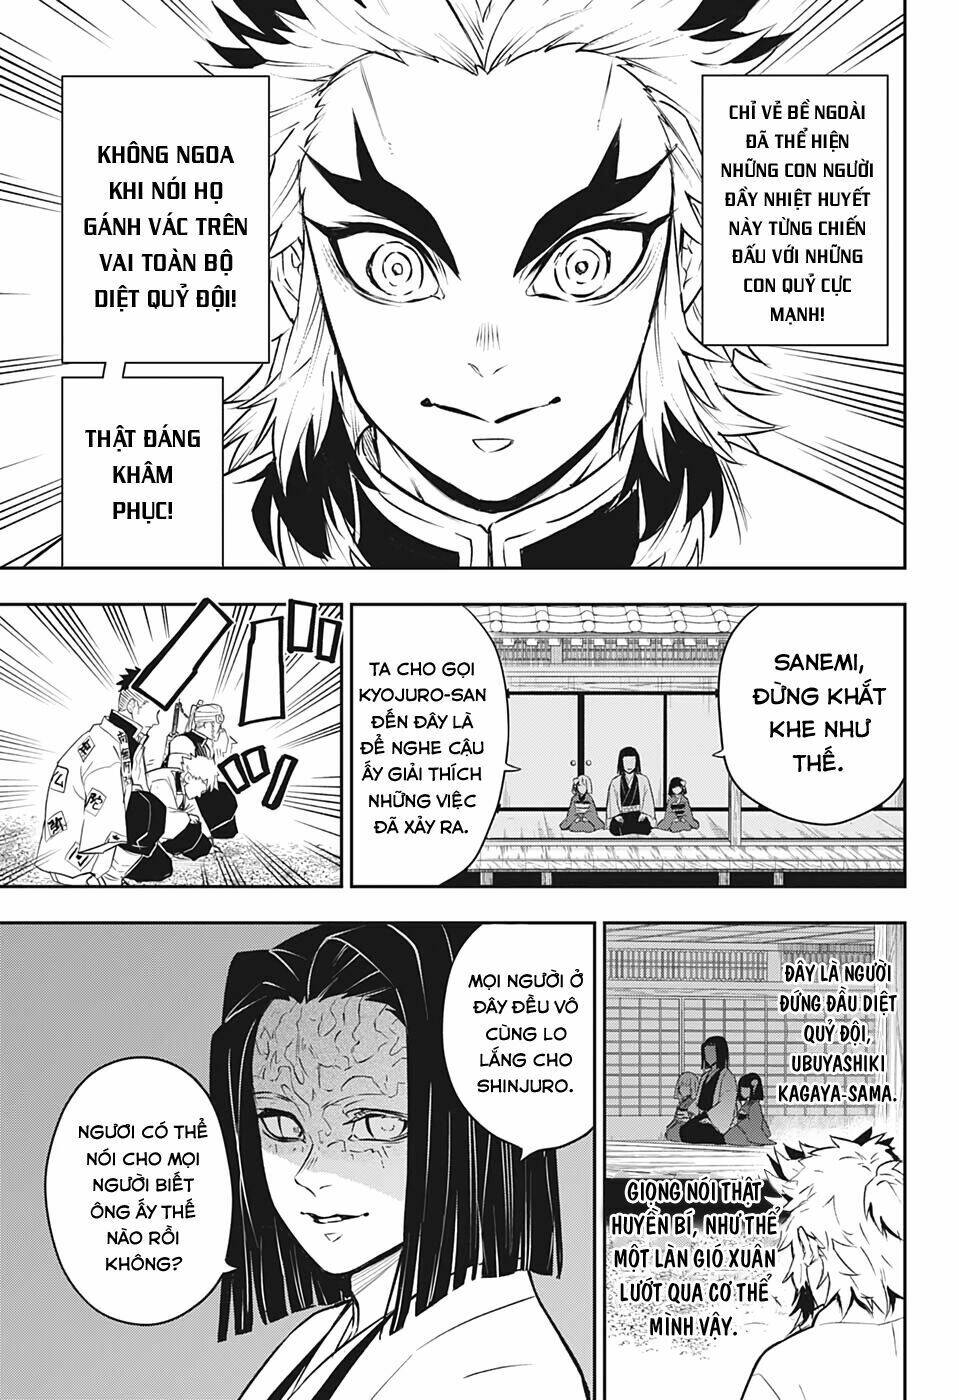 CHỈ VẺ BỀ NGOÀI
ĐÃ THỂ HIỆN
NHỮNG CON NGƯỜI
ĐẦY NHIỆT HUYẾT
NÀY TỪNG CHIẾN
ĐẤU VỚI NHỮNG
CON QUỶ CỰC
MẠNH!
KHÔNG NGOA
KHI NÓI HỌ
GÁNH VÁC TRÊN
VAI TOÀN BỘ
DIỆT QUỶ ĐỘI!
THẬT ĐÁNG
KHÂM
PHỤC!
SANEMI,
ĐỪNG KHẮT
KHE NHƯ
THẾ.
TA CHO GỌI
KYOJURO-SAN
ĐẾN ĐÂY LÀ
ĐỂ NGHE CẬU
ẤY GIẢI THÍCH
NHỮNG VIỆC
ĐÃ XẢY RA.
ĐÂY LÀ NGƯỜI
ĐỨNG ĐẦU DIỆT
QUỶ ĐỘI,
UBUYASHIKI
KAGAYA-SAMA.
GIỌNG NÓI THẬT
HUYỀN BÍ, NHƯ THỂ
MỘT LÀN GIÓ XUÂN
LƯỚT QUA CƠ THỂ
MÌNH VẬY.
MỌI NGƯỜI Ở
ĐÂY ĐỀU VÔ
CÙNG LO
LẮNG CHO
SHINJURO.
NGƯƠI CÓ THỂ
NÓI CHO MỌI
NGƯỜI BIẾT
ÔNG ẤY THẾ
NÀO RỒI
KHÔNG?